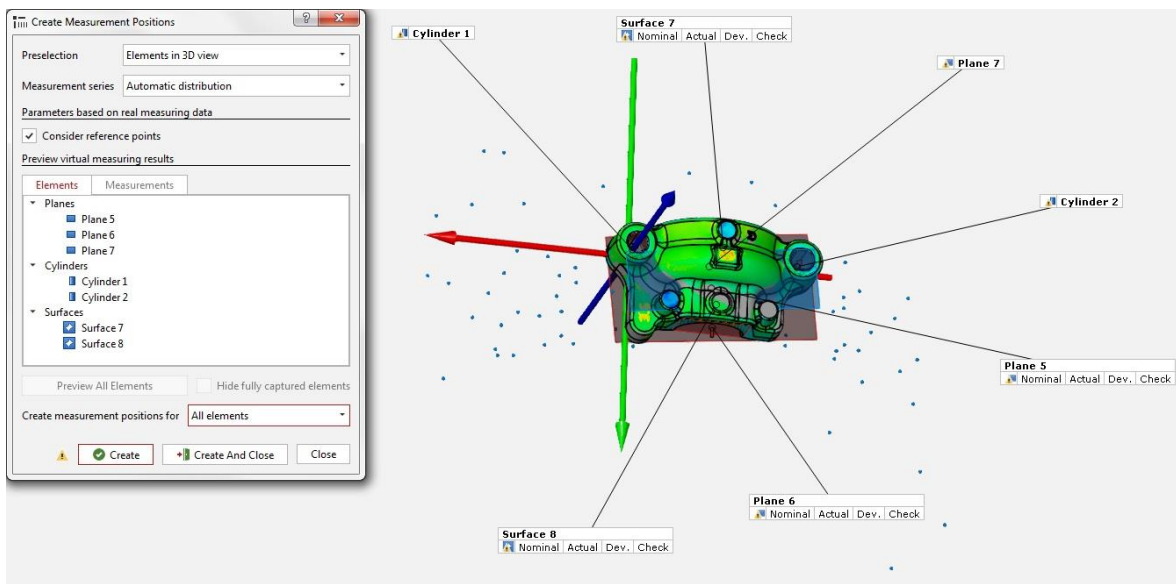 Create Measurement Positions
Preselection Elements in 3D view
Measurement series Automatic distribution
Parameters based on real measuring data
Consider reference points
Preview virtual measuring results
Elements Measurements
Planes
Plane 5
Plane 6
Plane 7
Cylinders
Cylinder 1
Cylinder 2
Surfaces
Surface 7
Surface 8
Preview All Elements Hide fully captured elements
Create measurement positions for All elements
Create Create And Close Close
Cylinder 1
Surface 7
Nominal Actual Dev. Check
Plane 7
Cylinder 2
Plane 5
Nominal Actual Dev. Check
Plane 6
Nominal Actual Dev. Check
Surface 8
Nominal Actual Dev. Check